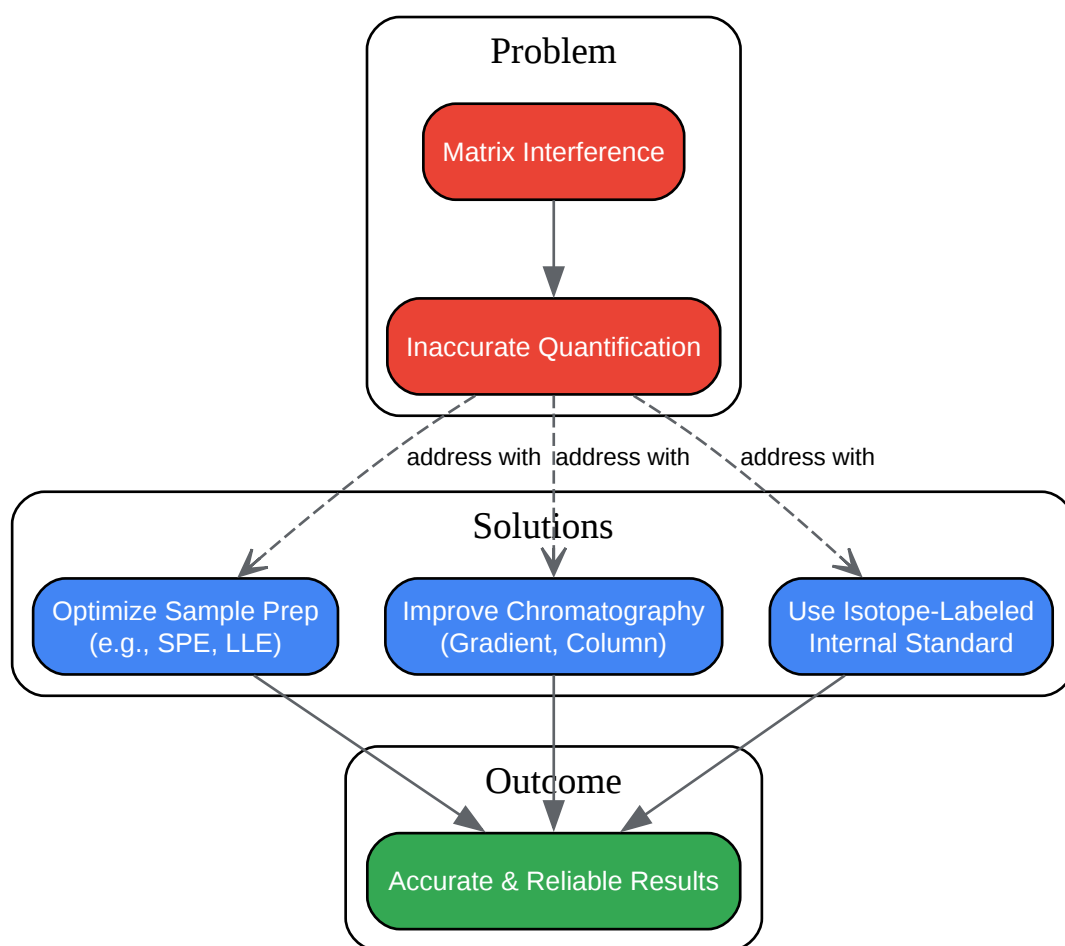 Problem
Matrix Interference
Inaccurate Quantification
address with
address with
address with
Solutions
Optimize Sample Prep
(e.g., SPE, LLE)
Improve Chromatography
(Gradient, Column)
Use Isotope-Labeled
Internal Standard
Outcome
Accurate & Reliable Results